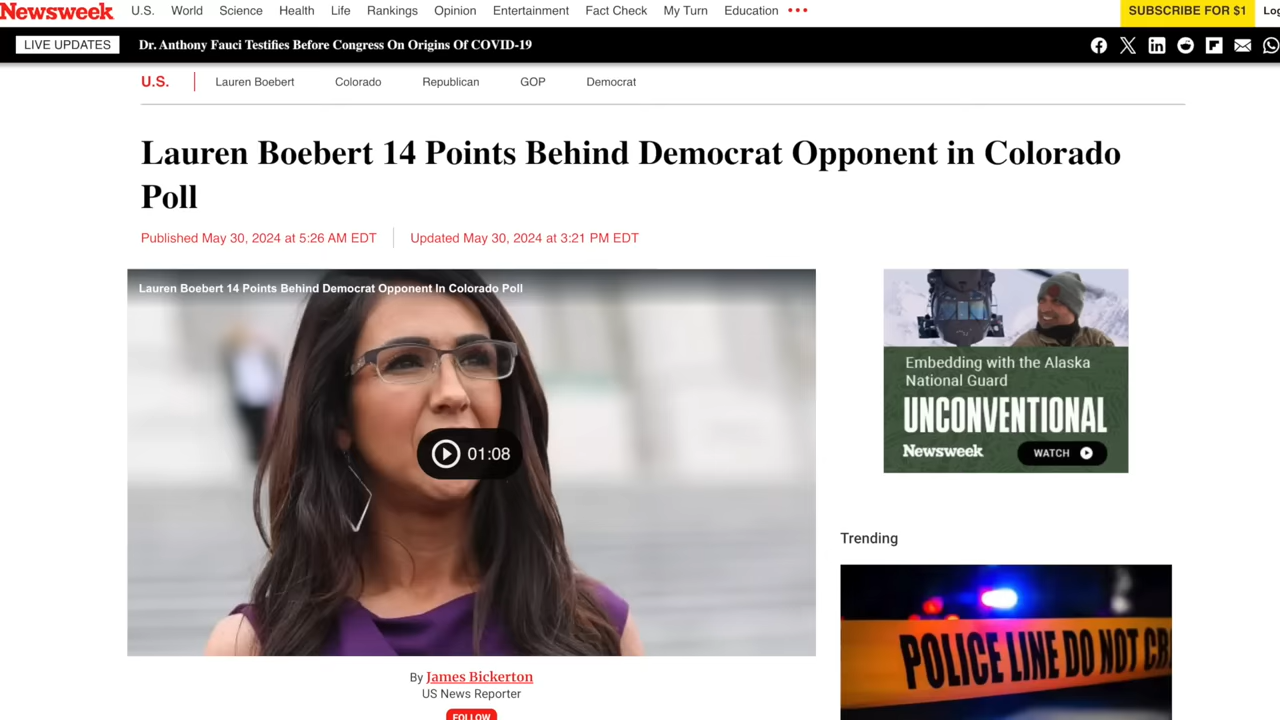 Newsweek
U.S. World Science Health Life Rankings Opinion Entertainment Fact Check My Turn Education
SUBSCRIBE FOR $1
LIVE UPDATES
Dr. Anthony Fauci Testifies Before Congress On Origins Of COVID-19
U.S. Lauren Boebert Colorado Republican GOP Democrat
Lauren Boebert 14 Points Behind Democrat Opponent in Colorado
Poll
Published May 30, 2024 at 5:26 AM EDT
Updated May 30, 2024 at 3:21 PM EDT
Lauren Boebert 14 Points Behind Democrat Opponent In Colorado Poll
01:08
By James Bickerton
US News Reporter
FOLLOW
Embedding with the Alaska
National Guard
UNCONVENTIONAL
Newsweek
WATCH
Trending
POLICE LINE DO NOT